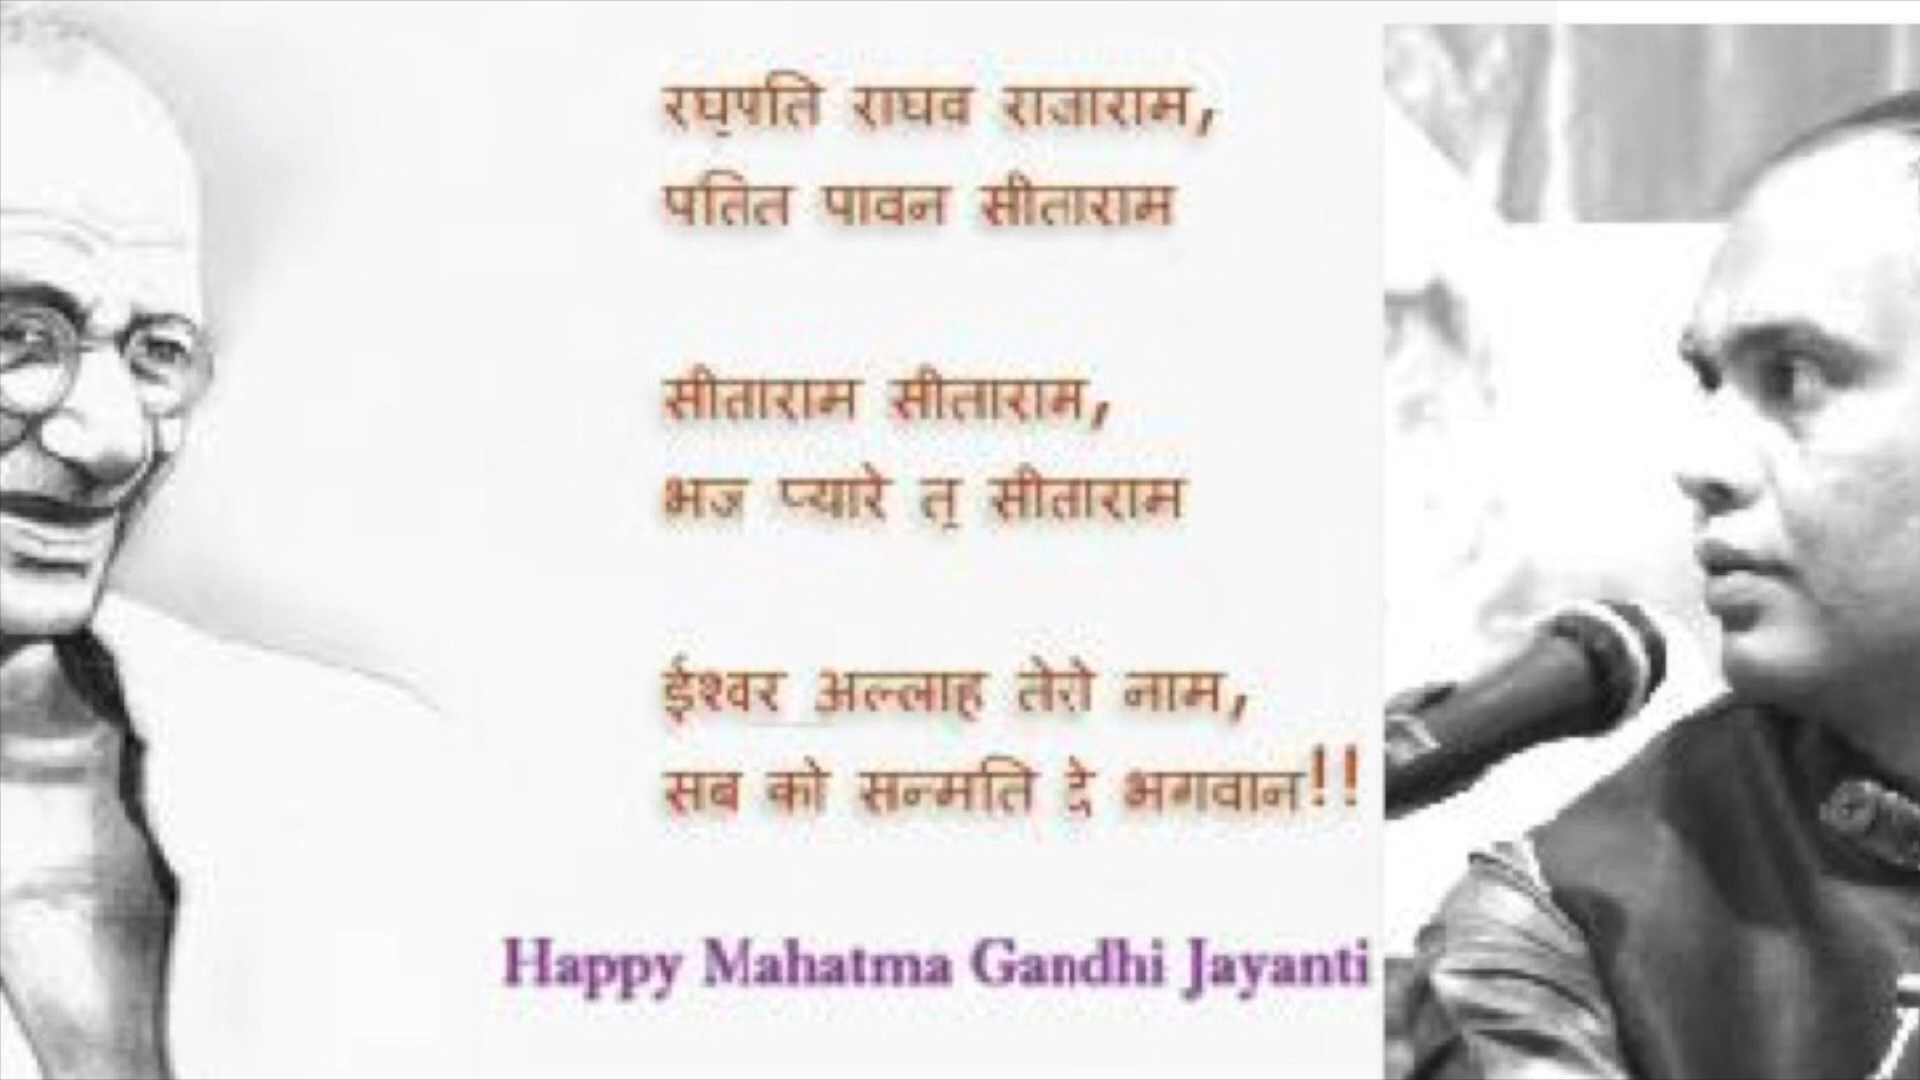 रघुपति राघव राजाराम,
पतित पावन सीताराम
सीताराम सीताराम,
भज प्यारे तू सीताराम
ईश्वर अल्लाह तेरो नाम,
सब को सन्मति दे भगवान!!
Happy Mahatma Gandhi Jayanti